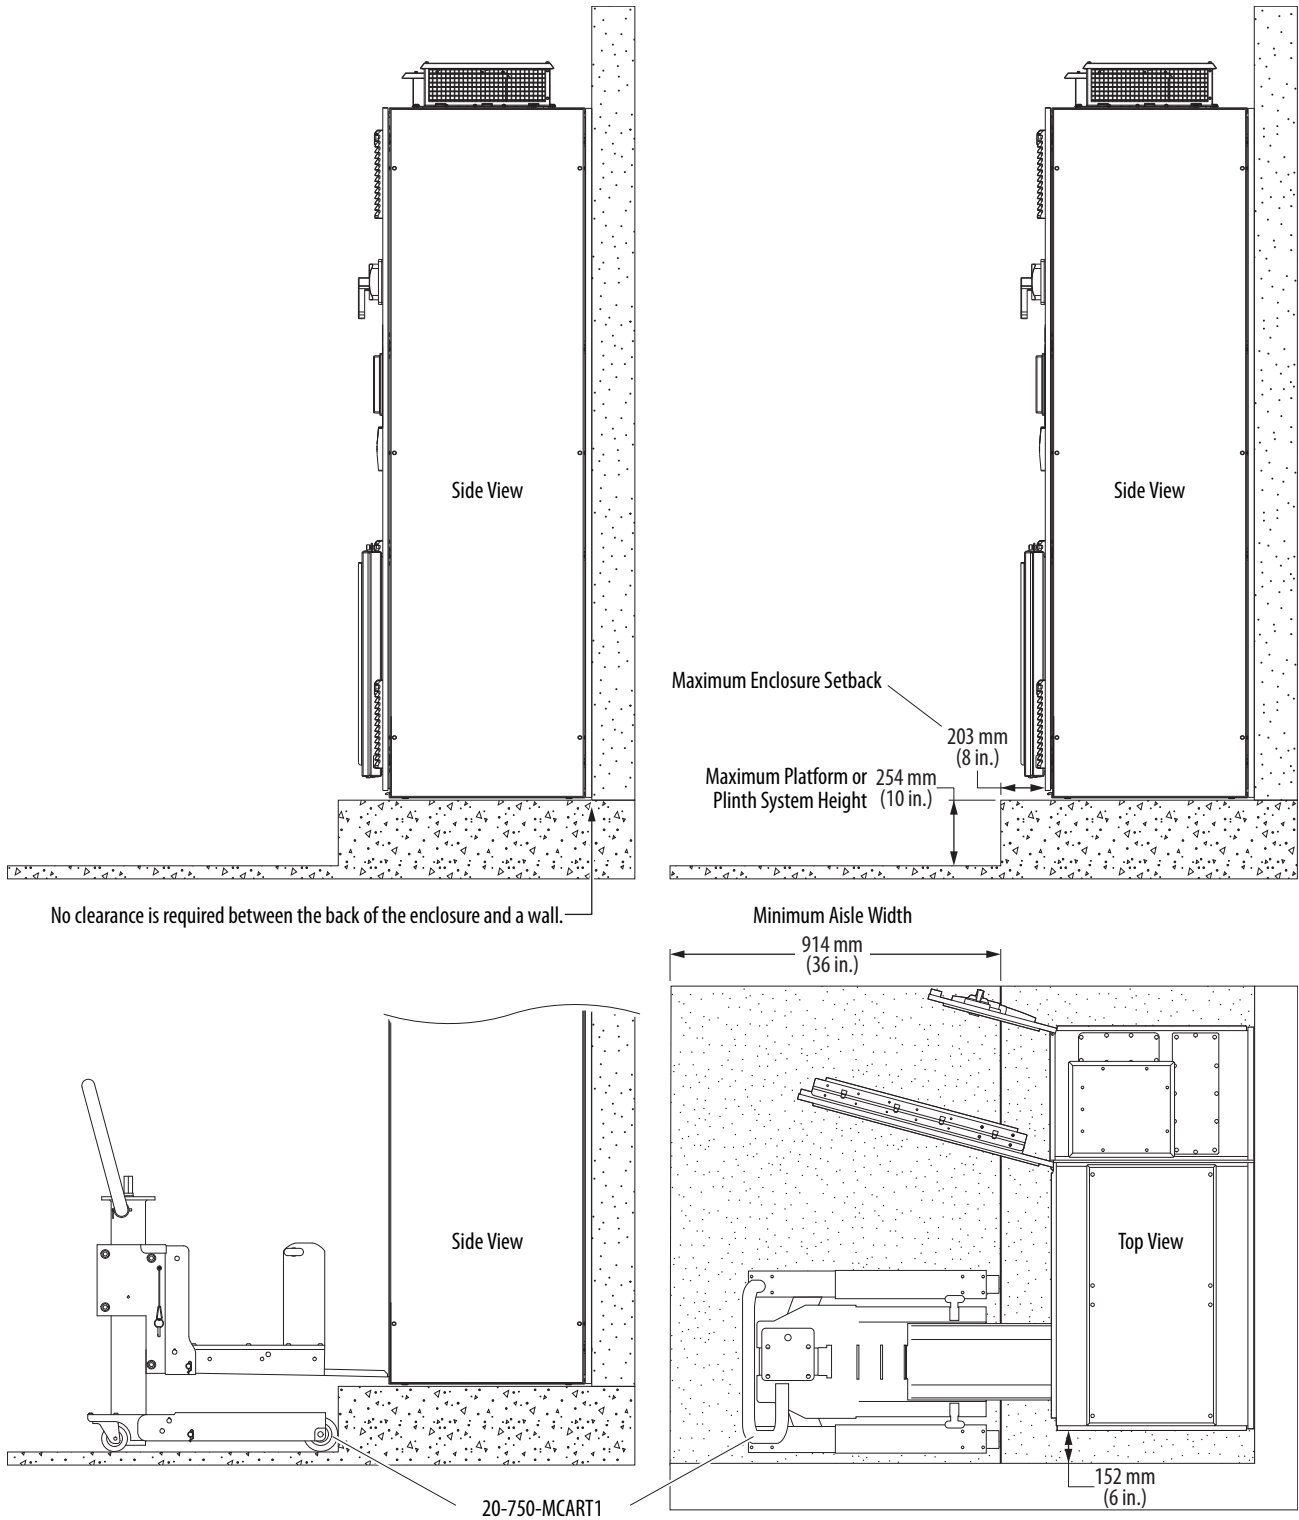 Side View
Side View
Maximum Enclosure Setback
203 mm
(8 in.)
Maximum Platform or
Plinth System Height
254 mm
(10 in.)
No clearance is required between the back of the enclosure and a wall.
Minimum Aisle Width
914 mm
(36 in.)
Side View
Top View
152 mm
(6 in.)
20-750-MCART1